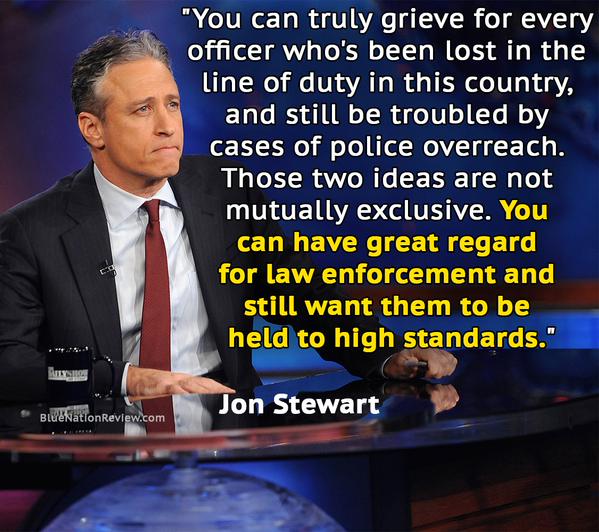 "You can truly grieve for every
officer who's been lost in the
line of duty in this country,
and still be troubled by
cases of police overreach.
Those two ideas are not
mutually exclusive. You
can have great regard
for law enforcement and
still want them to be
held to high standards."
Jon Stewart
BlueNationReview.com